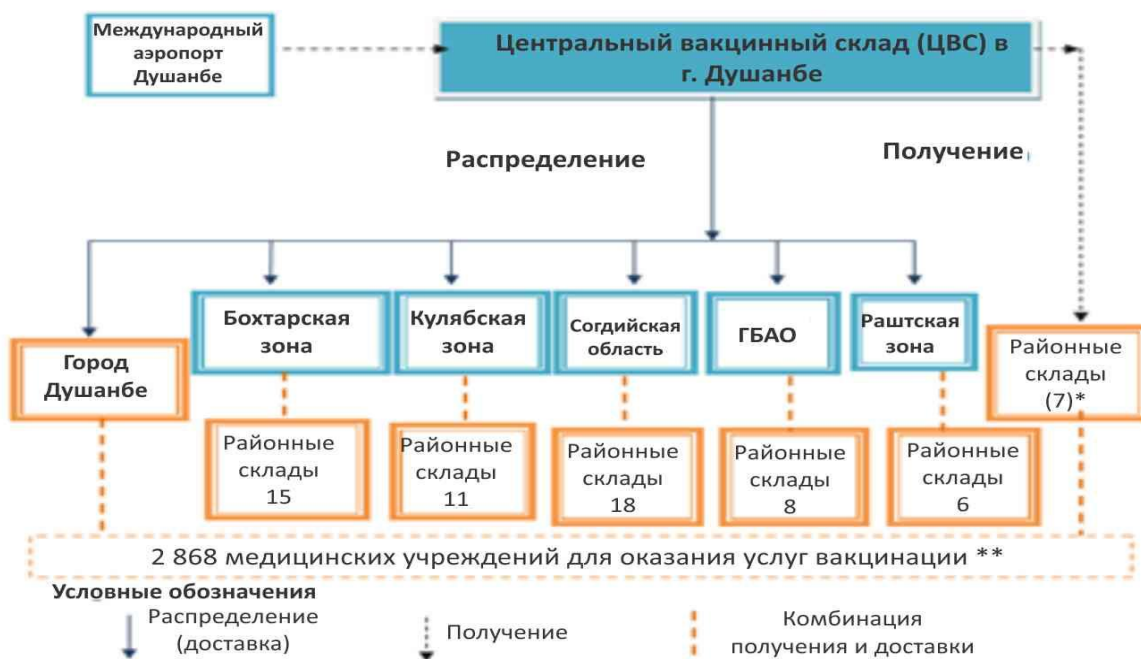 Международный
аэропорт
Душанбе
Центральный вакцинный склад (ЦВС) в
г. Душанбе
Распределение
Получение
Город
Душанбе
Бохтарская
зона
Кулябская
зона
Согдийская
область
ГБАО
Раштская
зона
Районные
склады
(7)*
Районные
склады
15
Районные
склады
11
Районные
склады
18
Районные
склады
8
Районные
склады
6
2 868 медицинских учреждений для оказания услуг вакцинации **
Условные обозначения
Распределение
(доставка)
Получение
Комбинация
получения и доставки